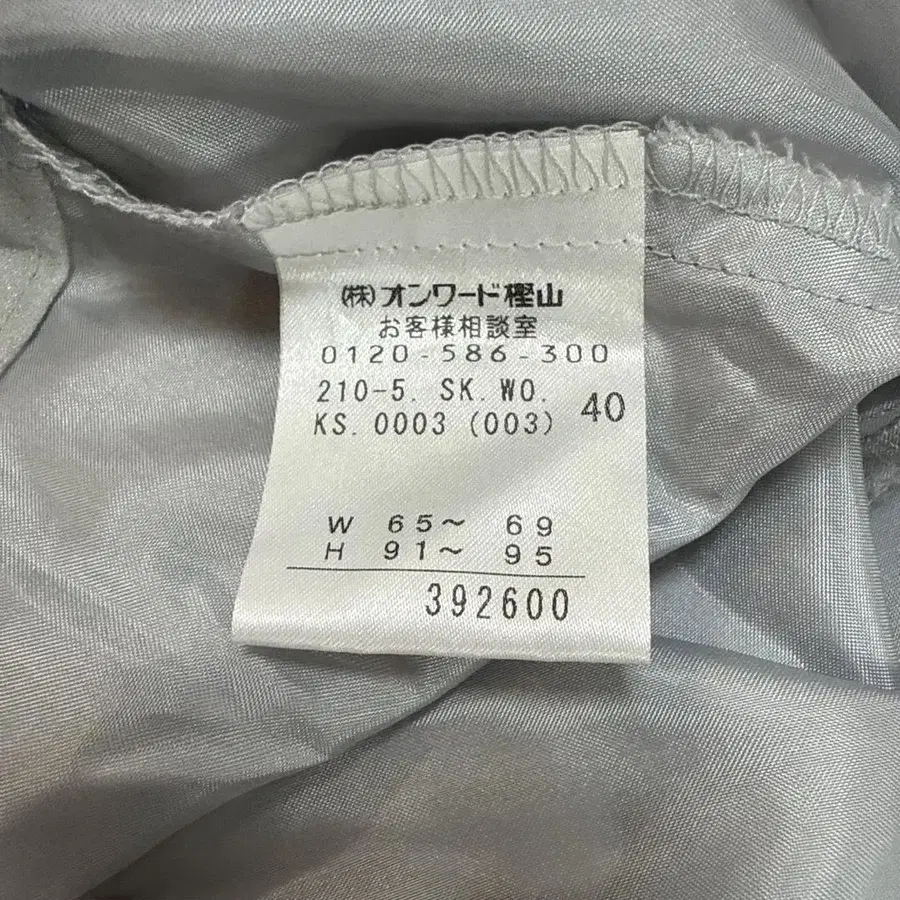 (株)オンワード樫山
お客様相談室
0120-586-300
210-5. SK. WO. 40
KS. 0003 (003)
W 65～ 69
H 91～ 95
392600